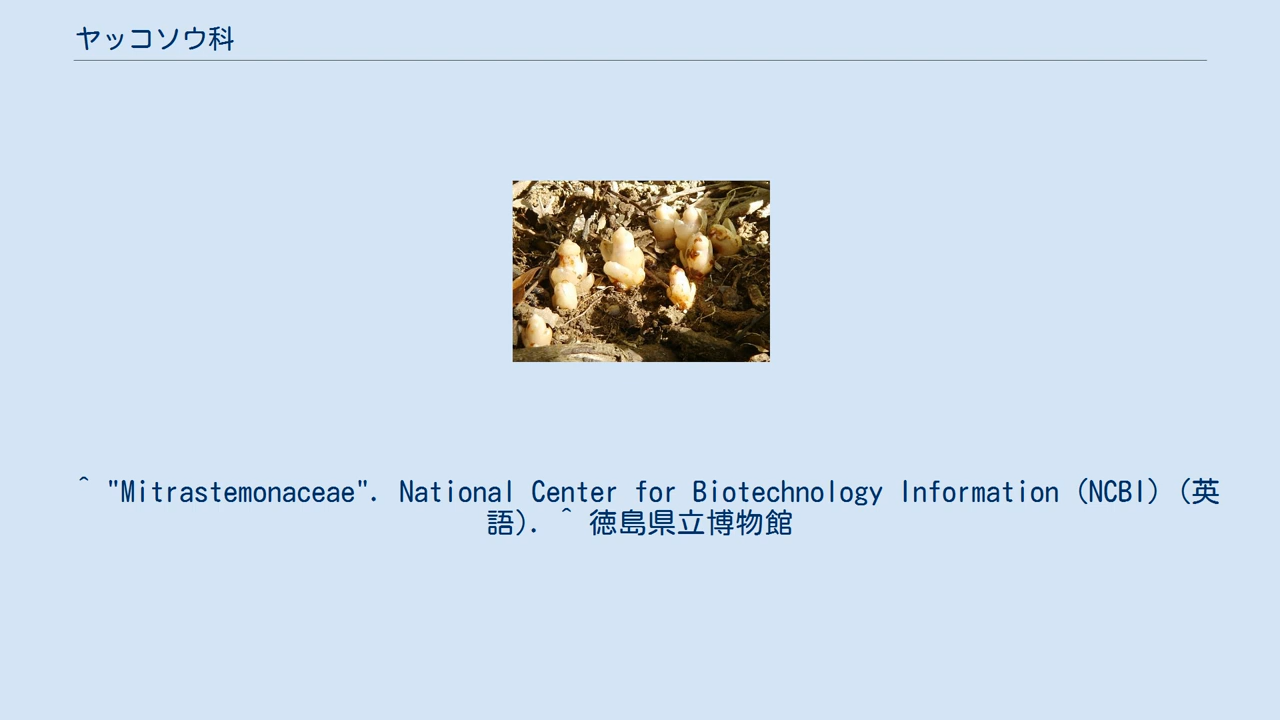 ヤッコソウ科
^ "Mitrastemonaceae". National Center for Biotechnology Information (NCBI) (英
語). ^ 徳島県立博物館